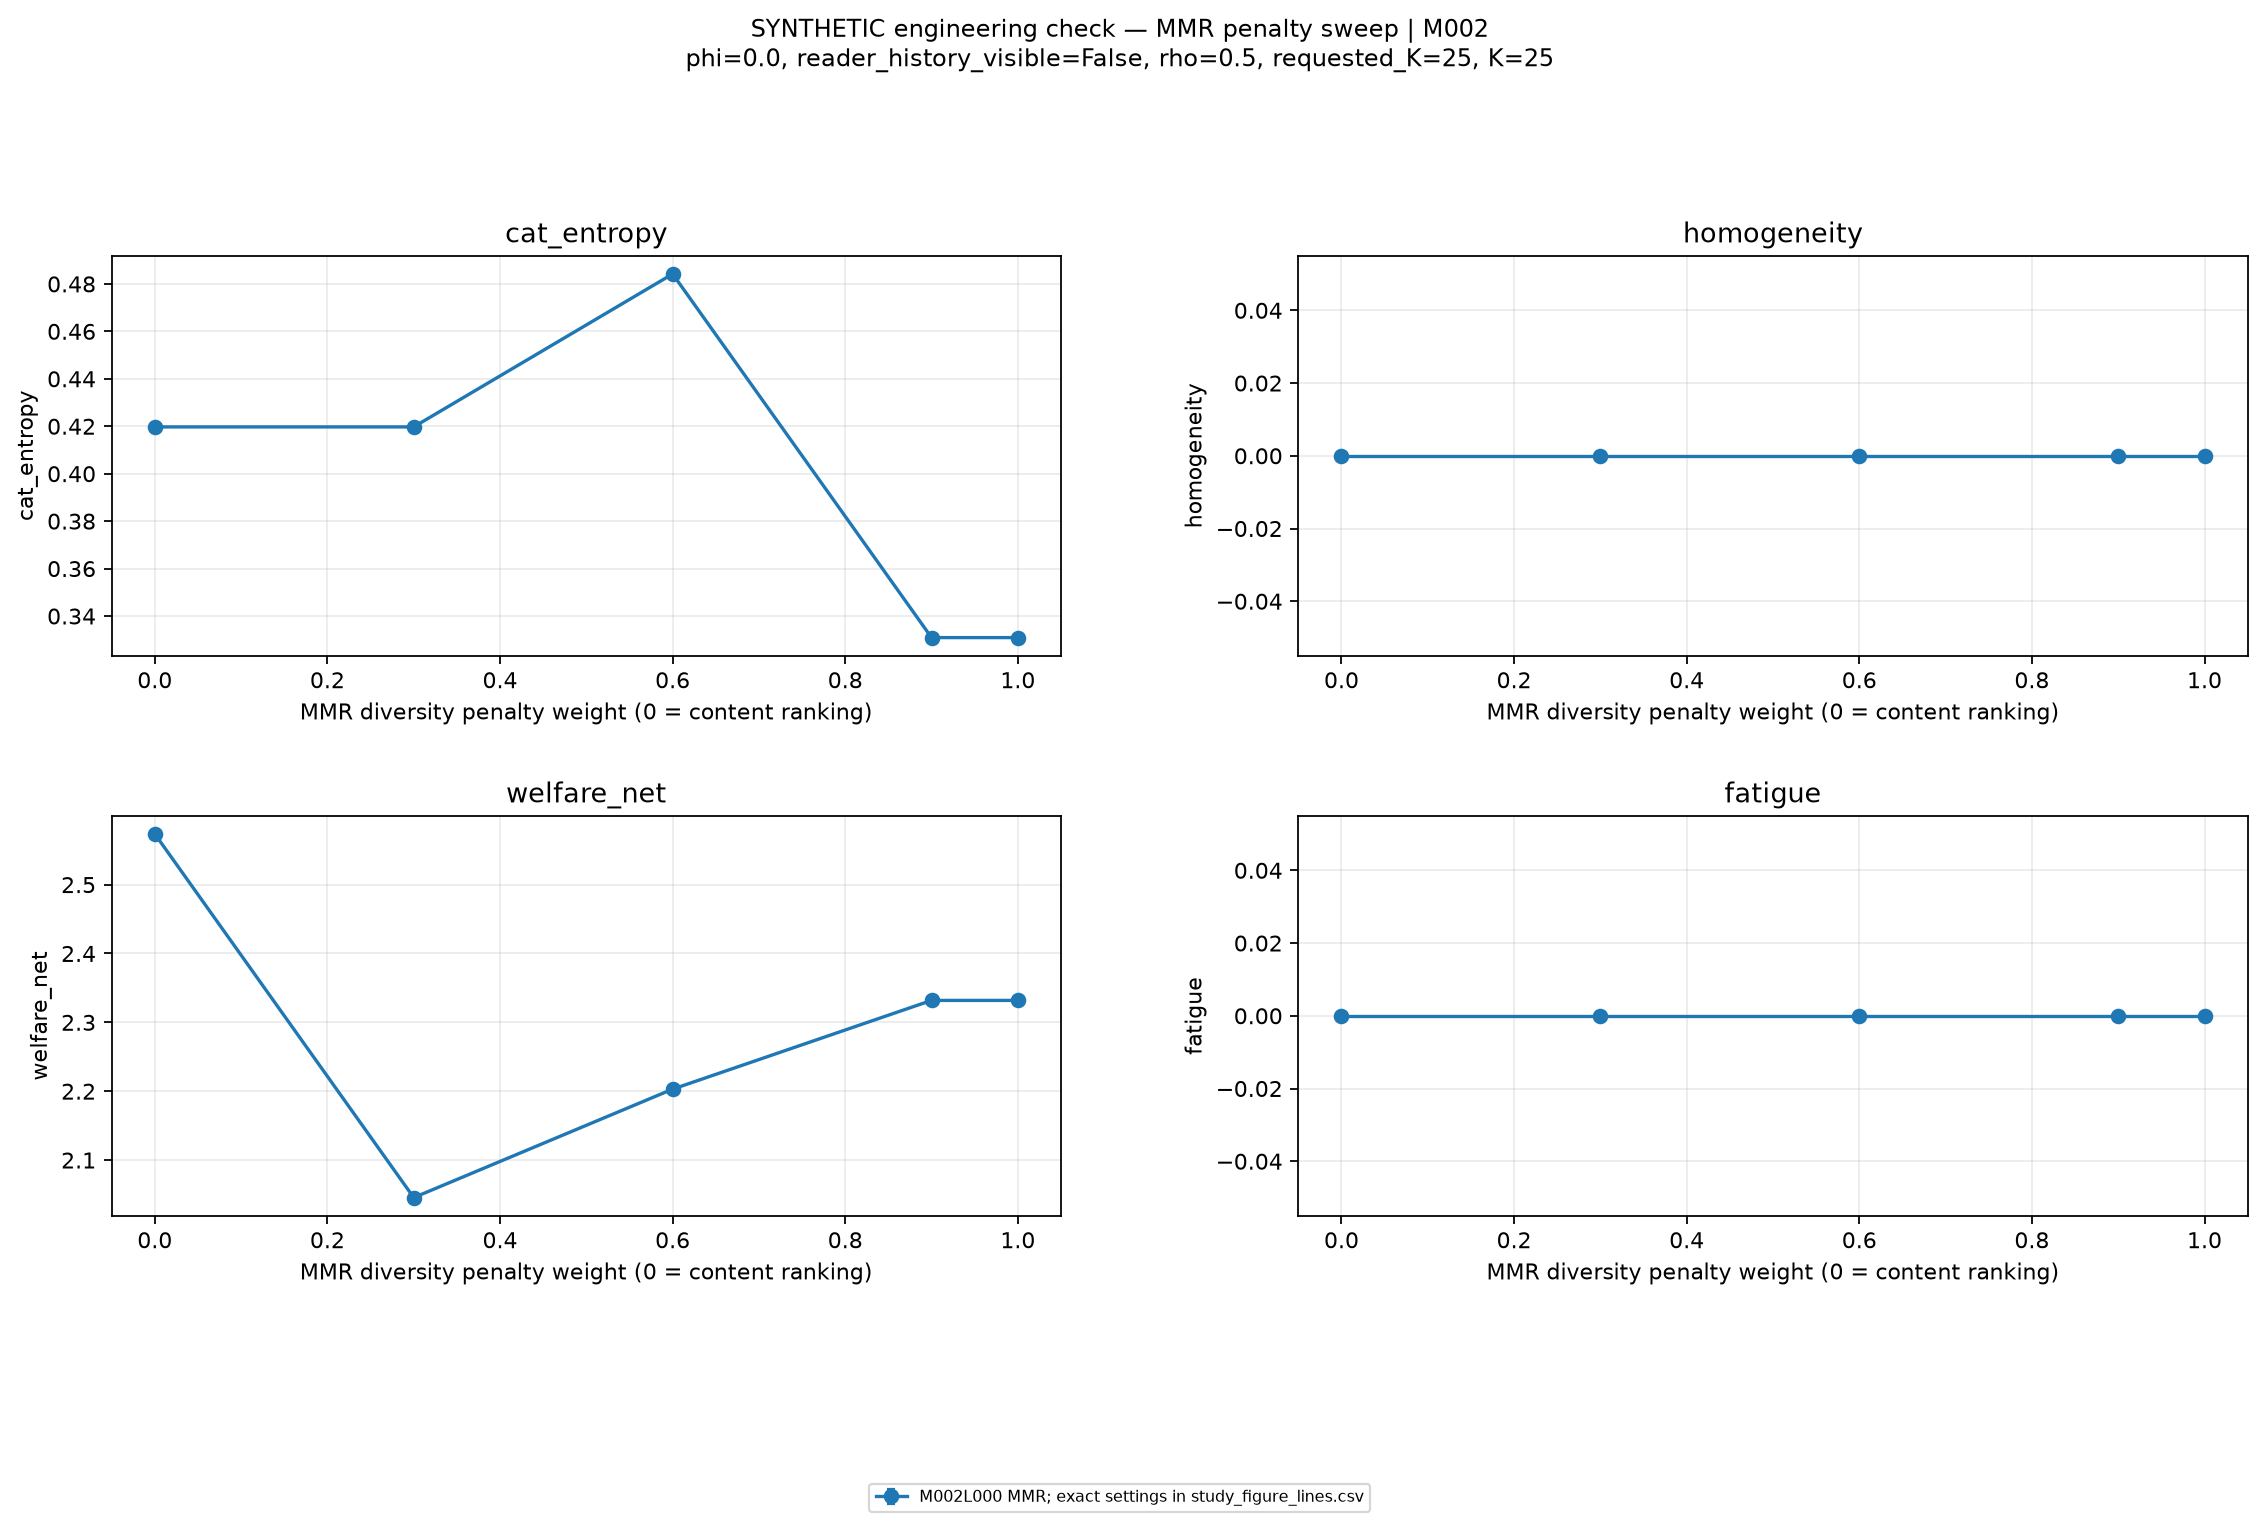 SYNTHETIC engineering check — MMR penalty sweep | M002
phi=0.0, reader_history_visible=False, rho=0.5, requested_K=25, K=25
cat_entropy
cat_entropy
0.48
0.46
0.44
0.42
0.40
0.38
0.36
0.34
0.0 0.2 0.4 0.6 0.8 1.0
MMR diversity penalty weight (0 = content ranking)
homogeneity
homogeneity
0.04
0.02
0.00
−0.02
−0.04
0.0 0.2 0.4 0.6 0.8 1.0
MMR diversity penalty weight (0 = content ranking)
welfare_net
welfare_net
2.5
2.4
2.3
2.2
2.1
0.0 0.2 0.4 0.6 0.8 1.0
MMR diversity penalty weight (0 = content ranking)
fatigue
fatigue
0.04
0.02
0.00
−0.02
−0.04
0.0 0.2 0.4 0.6 0.8 1.0
MMR diversity penalty weight (0 = content ranking)
M002L000 MMR; exact settings in study_figure_lines.csv